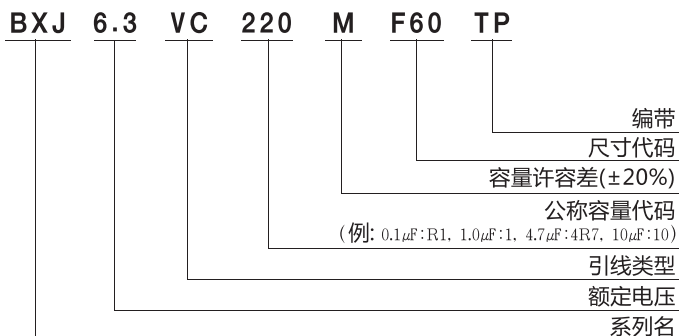 BXJ 6.3 VC 220 M F60 TP
编带
尺寸代码
容量许容差(±20%)
公称容量代码
(例: 0.1μF:R1, 1.0μF:1, 4.7μF:4R7, 10μF:10)
引线类型
额定电压
系列名